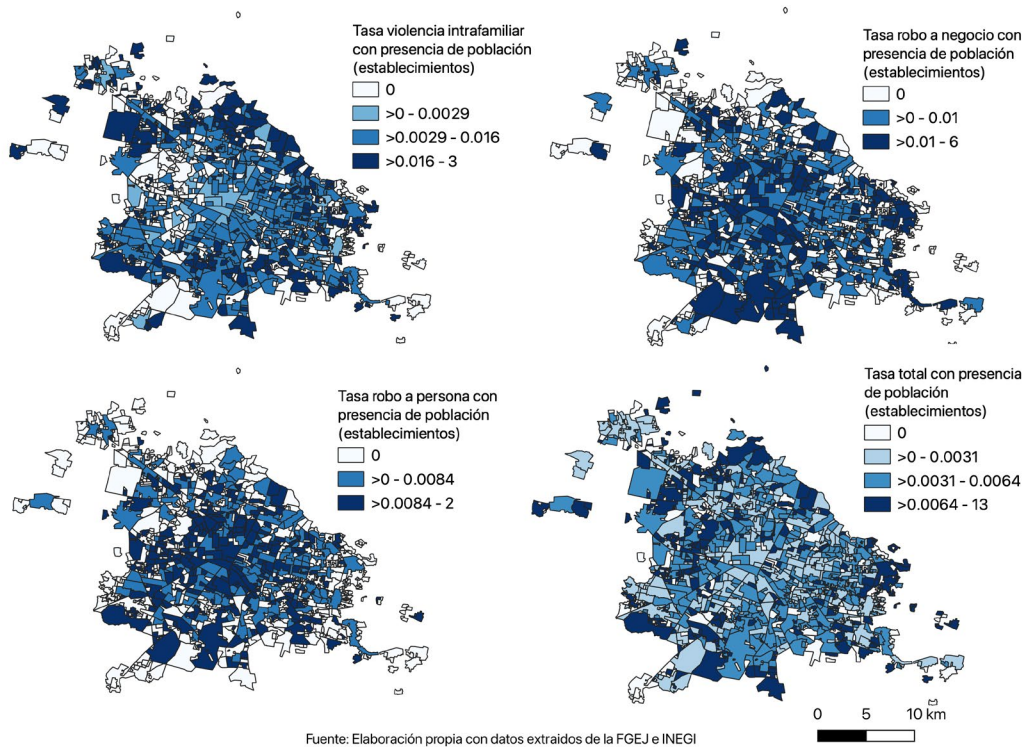 Tasa violencia intrafamiliar
con presencia de población
(establecimientos)
0
>0 - 0.0029
>0.0029 - 0.016
>0.016 - 3
Tasa robo a negocio con
presencia de población
(establecimientos)
0
>0 - 0.01
>0.01 - 6
Tasa robo a persona con
presencia de población
(establecimientos)
0
>0 - 0.0084
>0.0084 - 2
Tasa total con presencia
de población
(establecimientos)
0
>0 - 0.0031
>0.0031 - 0.0064
>0.0064 - 13
0 5 10 km
Fuente: Elaboración propia con datos extraidos de la FGEJ e INEGI